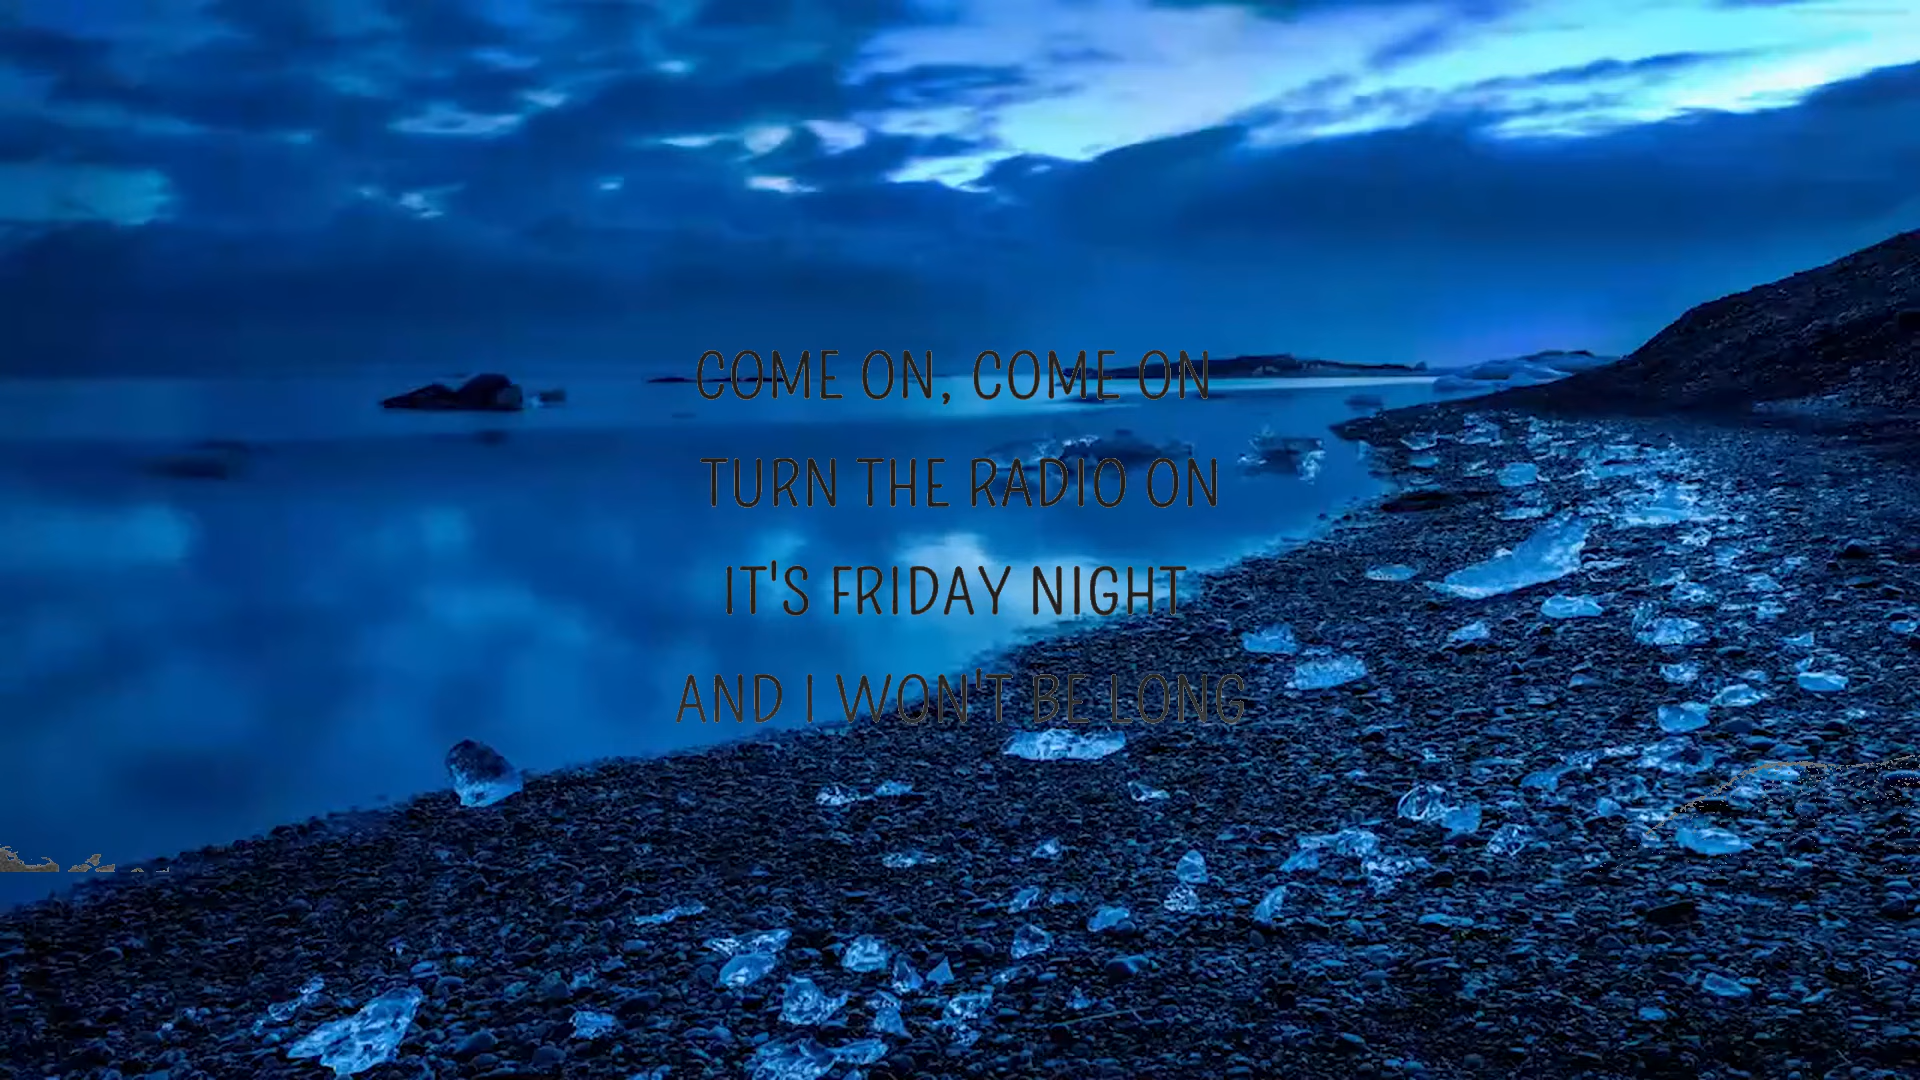 COME ON, COME ON
TURN THE RADIO ON
IT'S FRIDAY NIGHT
AND I WON'T BE LONG